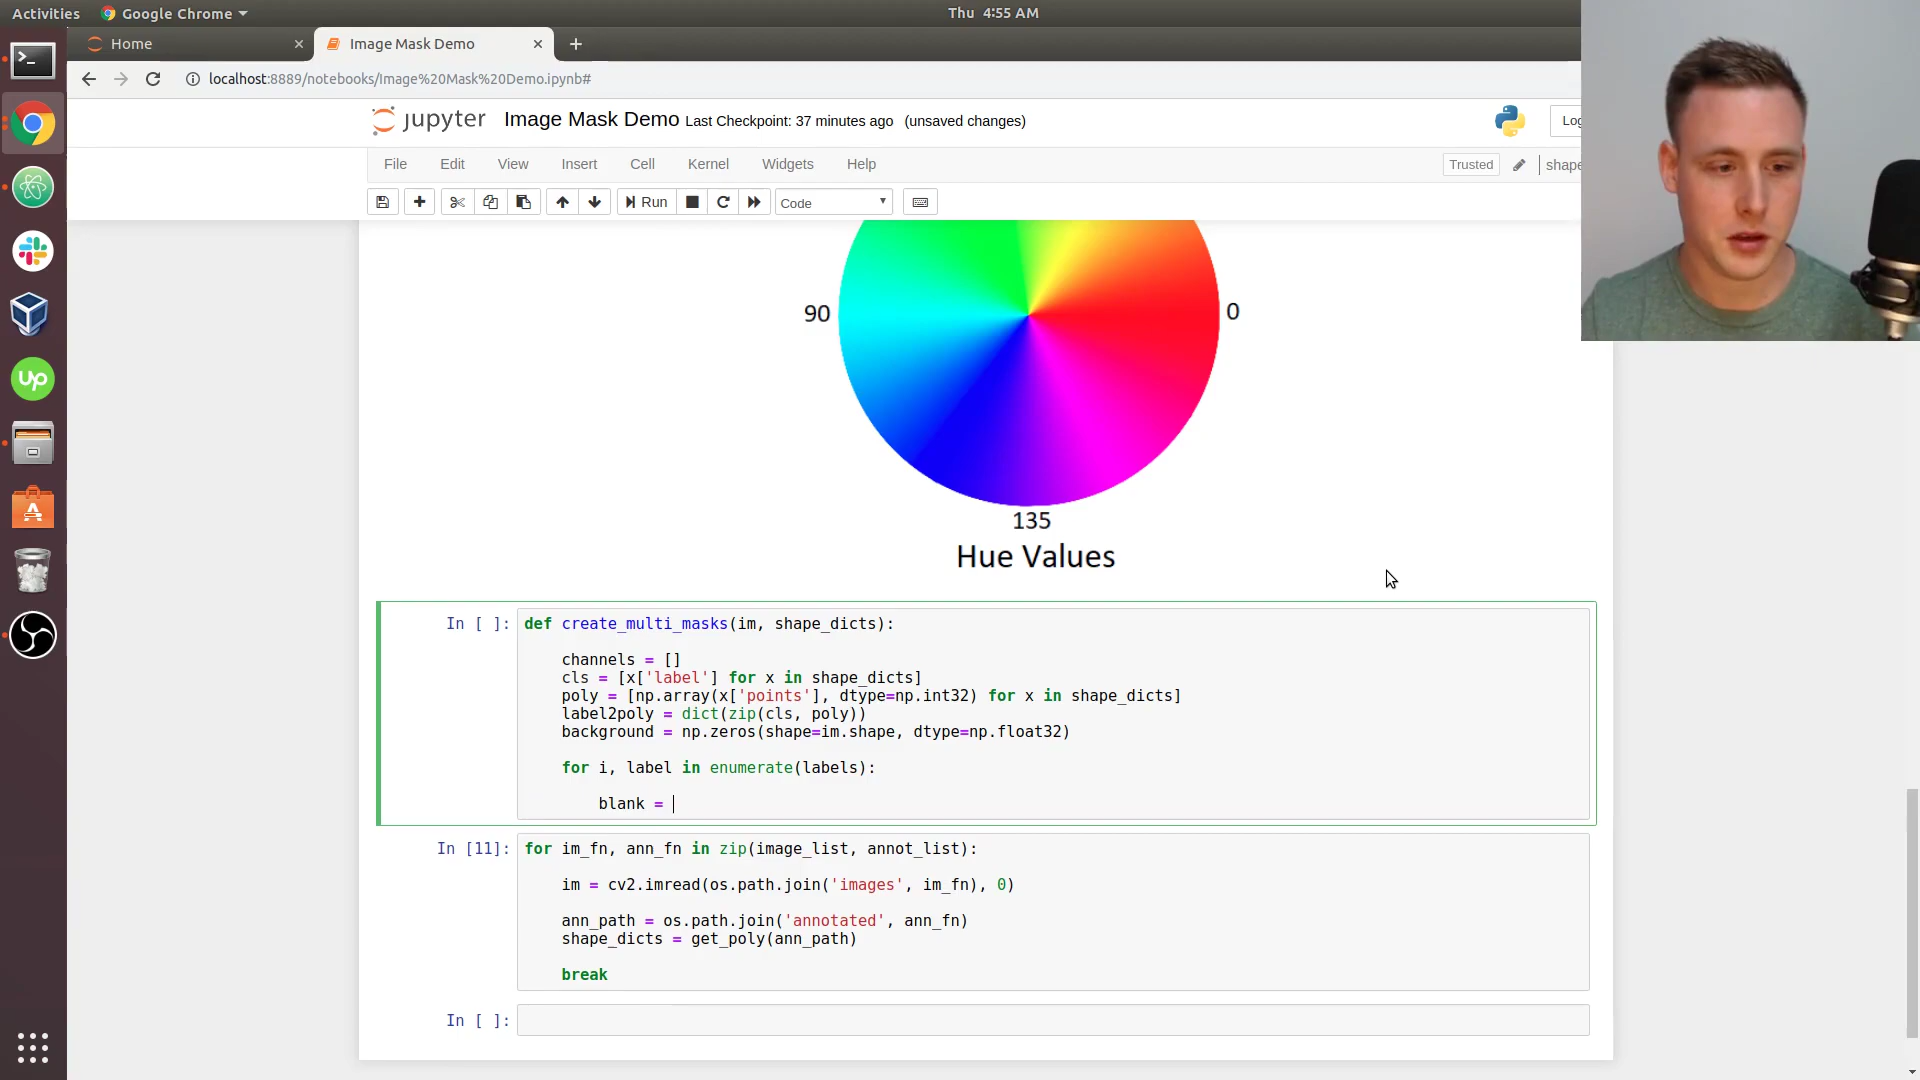 Activities
Google Chrome
Thu 4:55 AM
Home
Image Mask Demo
localhost:8889/notebooks/Image%20Mask%20Demo.ipynb#
jupyter
Image Mask Demo Last Checkpoint: 37 minutes ago (unsaved changes)
File Edit View Insert Cell Kernel Widgets Help
Trusted
Run
Code
90
0
135
Hue Values
In [ ]:
def create_multi_masks(im, shape_dicts):
channels = []
cls = [x['label'] for x in shape_dicts]
poly = [np.array(x['points'], dtype=np.int32) for x in shape_dicts]
label2poly = dict(zip(cls, poly))
background = np.zeros(shape=im.shape, dtype=np.float32)
for i, label in enumerate(labels):
blank =
In [11]:
for im_fn, ann_fn in zip(image_list, annot_list):
im = cv2.imread(os.path.join('images', im_fn), 0)
ann_path = os.path.join('annotated', ann_fn)
shape_dicts = get_poly(ann_path)
break
In [ ]:
up